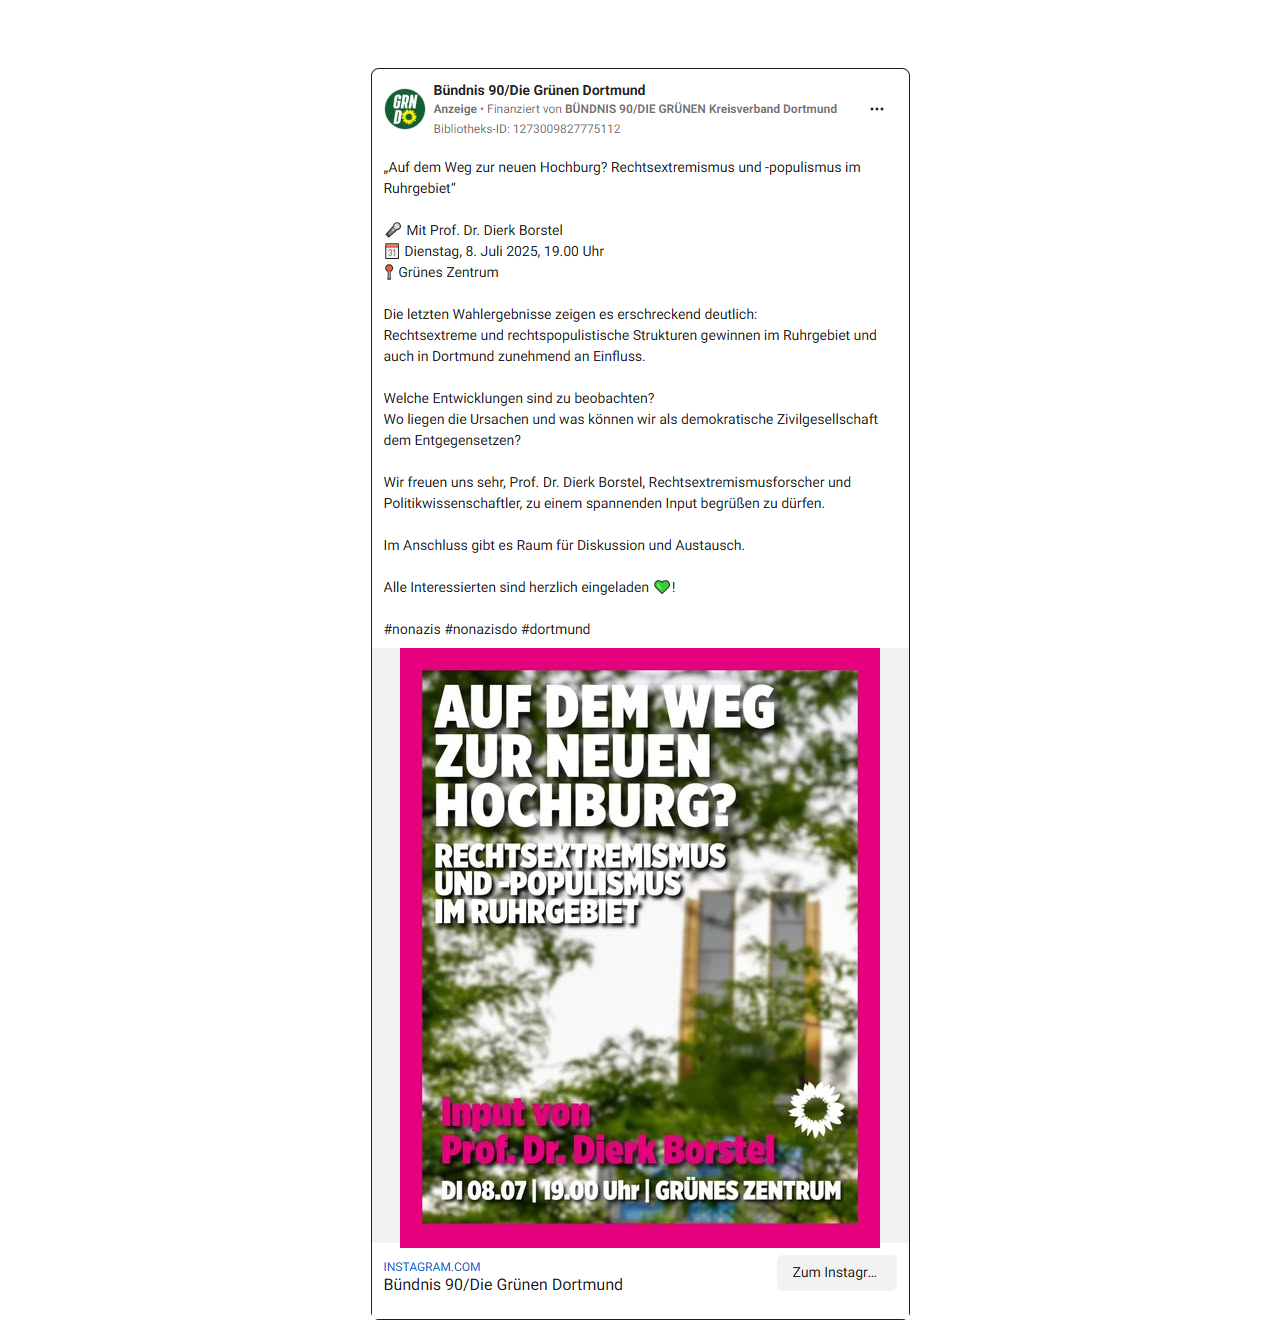 GRN
DO
Bündnis 90/Die Grünen Dortmund
Anzeige • Finanziert von BÜNDNIS 90/DIE GRÜNEN Kreisverband Dortmund
Bibliotheks-ID: 1273009827775112
„Auf dem Weg zur neuen Hochburg? Rechtsextremismus und -populismus im
Ruhrgebiet“
Mit Prof. Dr. Dierk Borstel
31 Dienstag, 8. Juli 2025, 19.00 Uhr
Grünes Zentrum
Die letzten Wahlergebnisse zeigen es erschreckend deutlich:
Rechtsextreme und rechtspopulistische Strukturen gewinnen im Ruhrgebiet und
auch in Dortmund zunehmend an Einfluss.
Welche Entwicklungen sind zu beobachten?
Wo liegen die Ursachen und was können wir als demokratische Zivilgesellschaft
dem Entgegensetzen?
Wir freuen uns sehr, Prof. Dr. Dierk Borstel, Rechtsextremismusforscher und
Politikwissenschaftler, zu einem spannenden Input begrüßen zu dürfen.
Im Anschluss gibt es Raum für Diskussion und Austausch.
Alle Interessierten sind herzlich eingeladen 💚!
#nonazis #nonazisdo #dortmund
AUF DEM WEG
ZUR NEUEN
HOCHBURG?
RECHTSEXTREMISMUS
UND -POPULISMUS
IM RUHRGEBIET
Input von
Prof. Dr. Dierk Borstel
DI 08.07 | 19.00 Uhr | GRÜNES ZENTRUM
INSTAGRAM.COM
Bündnis 90/Die Grünen Dortmund
Zum Instagr...